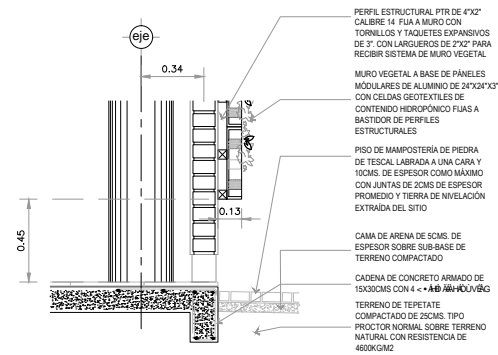 eje
0.34
0.13
0.45
PERFIL ESTRUCTURAL PTR DE 4"X2"
CALIBRE 14 FIJA A MURO CON
TORNILLOS Y TAQUETES EXPANSIVOS
DE 3". CON LARGUEROS DE 2"X2" PARA
RECIBIR SISTEMA DE MURO VEGETAL
MURO VEGETAL A BASE DE PÁNELES
MÓDULARES DE ALUMINIO DE 24"X24"X3"
CON CELDAS GEOTEXTILES DE
CONTENIDO HIDROPÓNICO FIJAS A
BASTIDOR DE PERFILES
ESTRUCTURALES
PISO DE MAMPOSTERÍA DE PIEDRA
DE TESCAL LABRADA A UNA CARA Y
10CMS. DE ESPESOR COMO MÁXIMO
CON JUNTAS DE 2CMS DE ESPESOR
PROMEDIO Y TIERRA DE NIVELACIÓN
EXTRAÍDA DEL SITIO
CAMA DE ARENA DE 5CMS. DE
ESPESOR SOBRE SUB-BASE DE
TERRENO COMPACTADO
CADENA DE CONCRETO ARMADO DE
15X30CMS CON 4
TERRENO DE TEPETATE
COMPACTADO DE 25CMS. TIPO
PROCTOR NORMAL SOBRE TERRENO
NATURAL CON RESISTENCIA DE
4600KG/M2